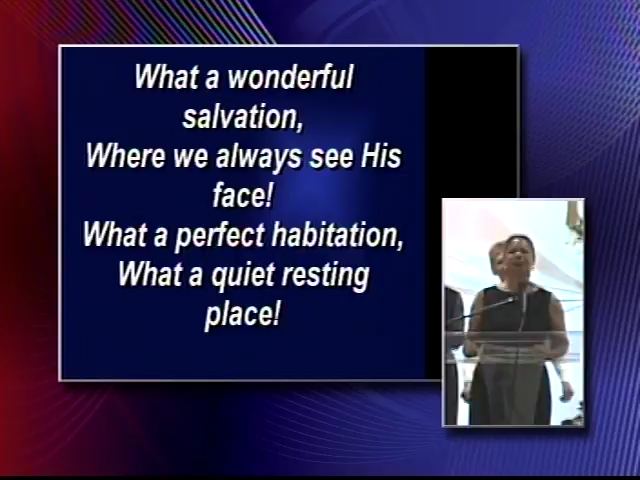 What a wonderful
salvation,
Where we always see His
face!
What a perfect habitation,
What a quiet resting
place!